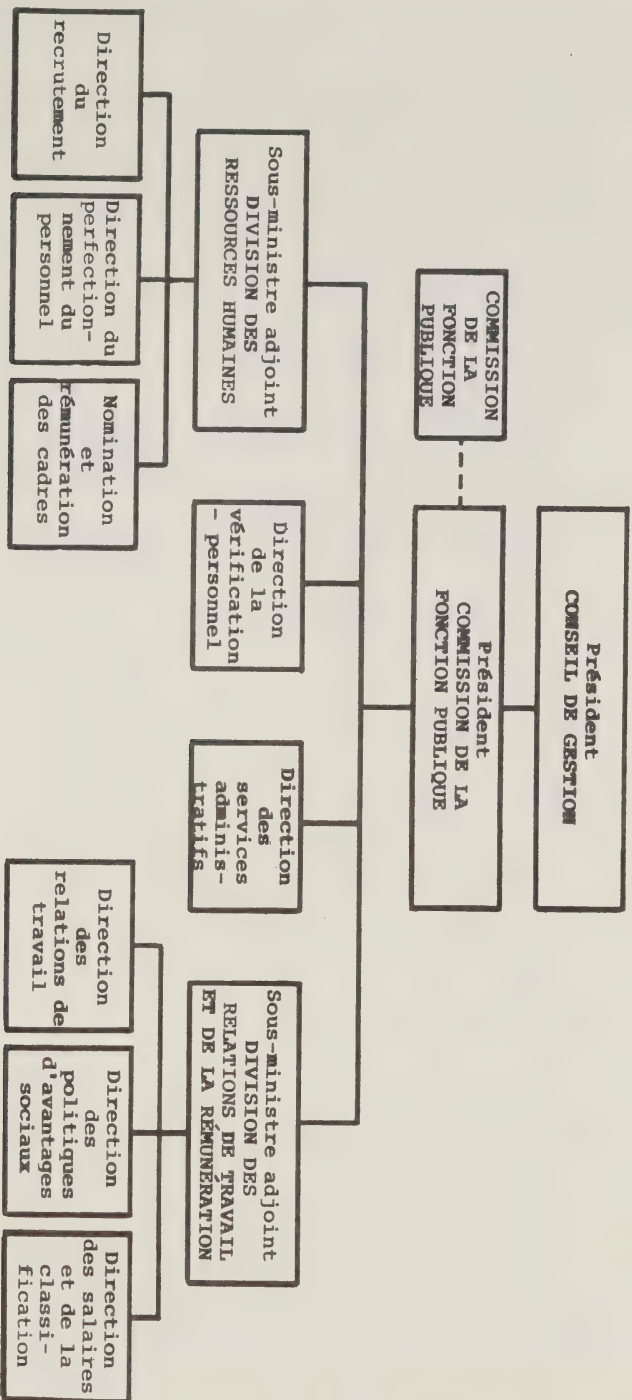 Président
CONSEIL DE GESTION
COMMISSION
DE LA
FONCTION
PUBLIQUE
Président
COMMISSION DE LA
FONCTION PUBLIQUE
Sous-ministre adjoint
DIVISION DES
RESSOURCES HUMAINES
Direction
de la
vérification
- personnel
Direction
des
services
adminis-
tratifs
Sous-ministre adjoint
DIVISION DES
RELATIONS DE TRAVAIL
ET DE LA RÉMUNÉRATION
Direction
du
recrutement
Direction du
perfection-
nement du
personnel
Nomination
et
rémunération
des cadres
Direction
des
relations de
travail
Direction
des
politiques
d'avantages
sociaux
Direction
des salaires
et de la
classi-
fication